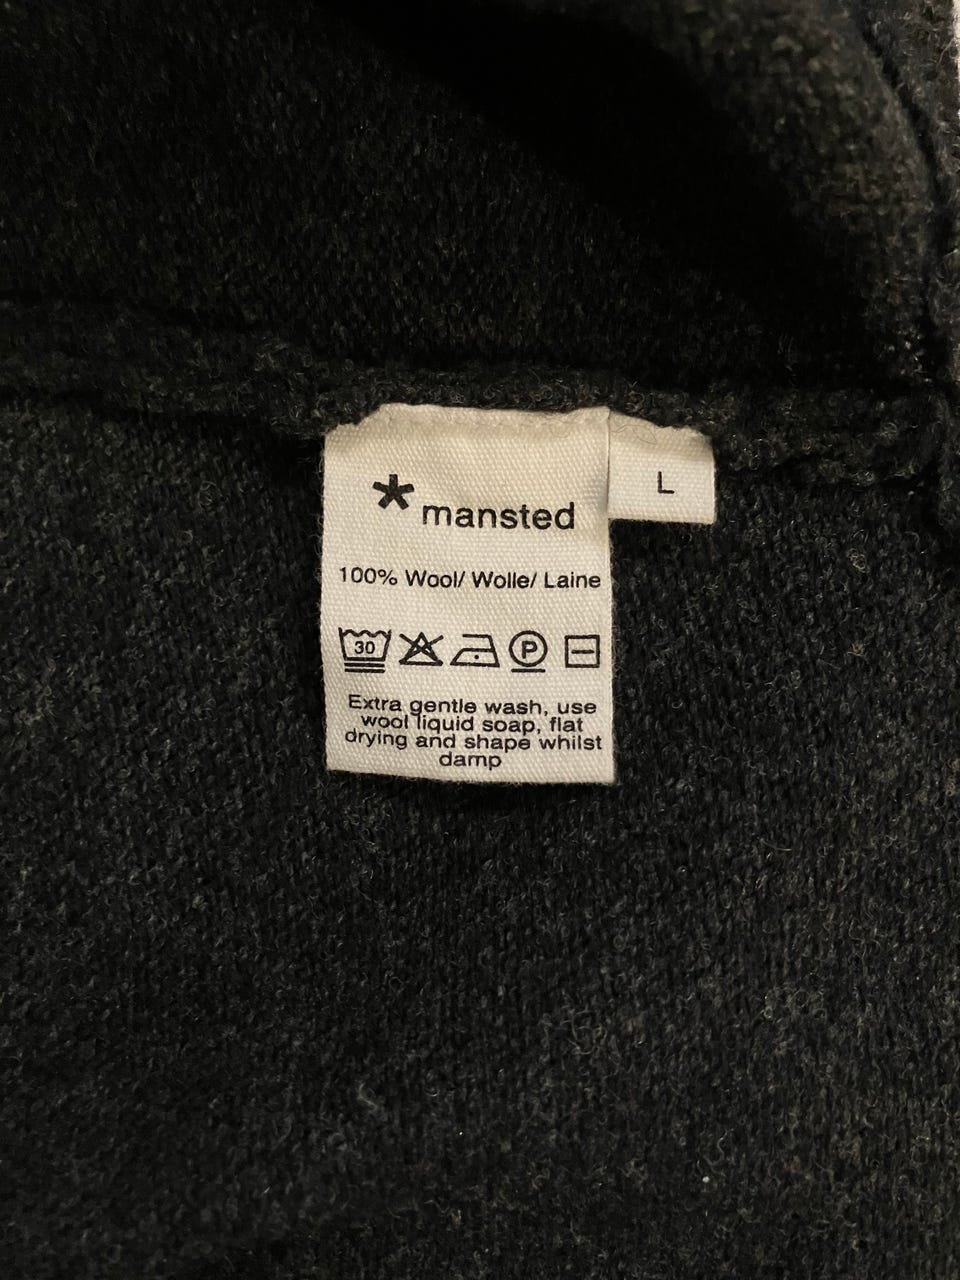 *mansted
L
100% Wool/ Wolle/ Laine
30
P
Extra gentle wash, use
wool liquid soap, flat
drying and shape whilst
damp